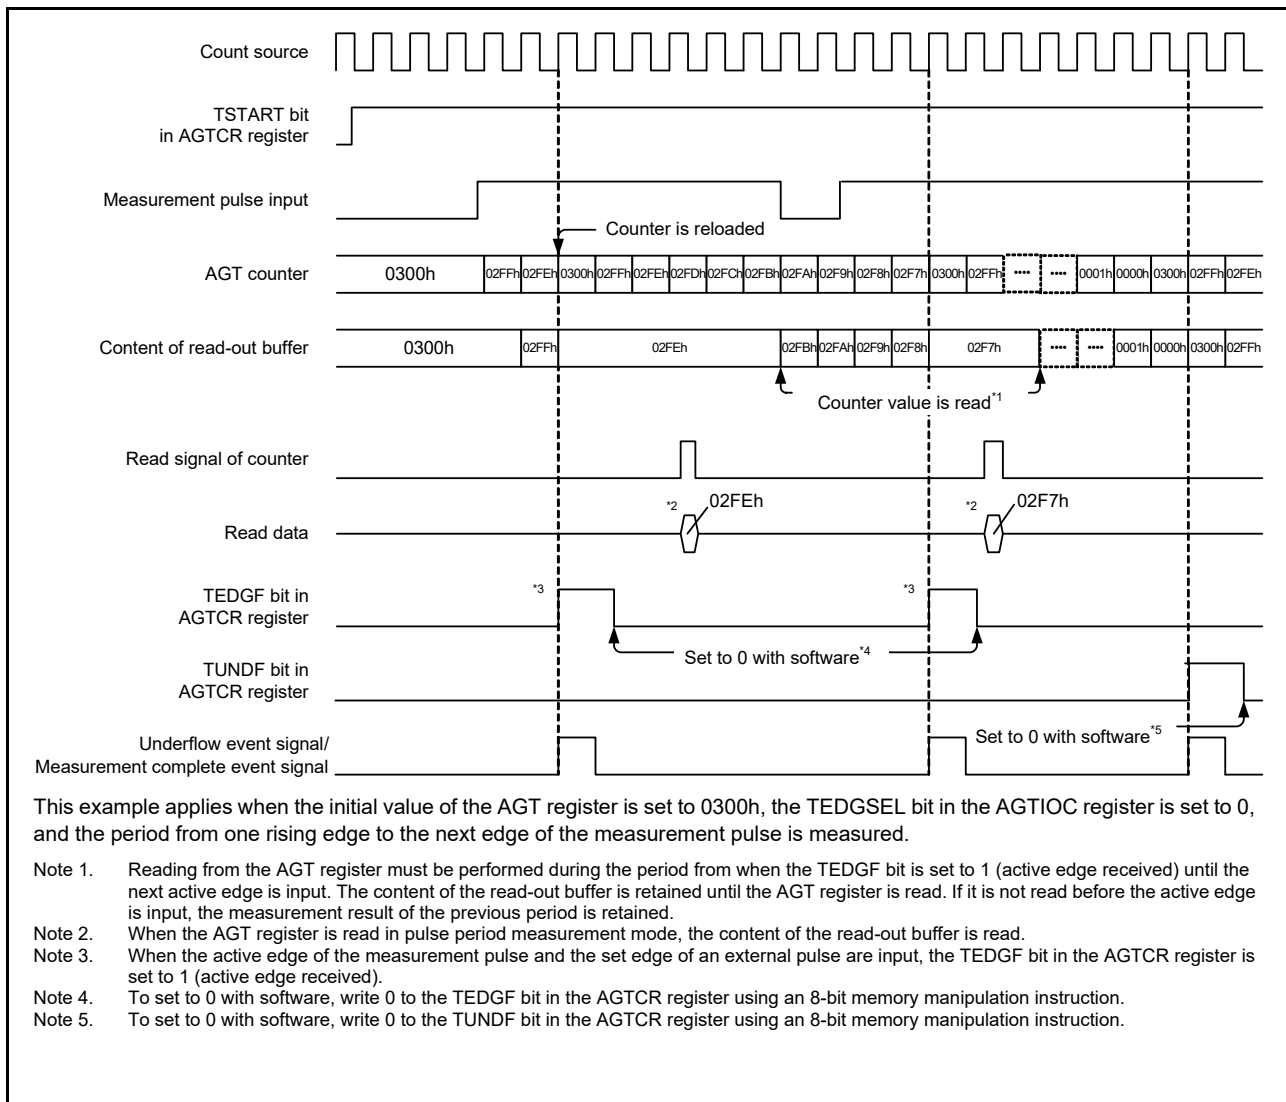 Count source
TSTART bit
in AGTCR register
Measurement pulse input
Counter is reloaded
AGT counter
0300h 02FFh 02FEh 0300h 02FFh 02FEh 02FDh 02FCh 02FBh 02FAh 02F9h 02F8h 02F7h 0300h 02FFh •••• •••• 0001h 0000h 0300h 02FFh 02FEh
Content of read-out buffer
0300h 02FFh 02FEh 02FBh 02FAh 02F9h 02F8h 02F7h •••• •••• 0001h 0000h 0300h 02FFh
Counter value is read*1
Read signal of counter
*2 02FEh *2 02F7h
Read data
TEDGF bit in
AGTCR register
*3 *3
Set to 0 with software*4
TUNDF bit in
AGTCR register
Set to 0 with software*5
Underflow event signal/
Measurement complete event signal
This example applies when the initial value of the AGT register is set to 0300h, the TEDGSEL bit in the AGTIOC register is set to 0,
and the period from one rising edge to the next edge of the measurement pulse is measured.
Note 1. Reading from the AGT register must be performed during the period from when the TEDGF bit is set to 1 (active edge received) until the
next active edge is input. The content of the read-out buffer is retained until the AGT register is read. If it is not read before the active edge
is input, the measurement result of the previous period is retained.
Note 2. When the AGT register is read in pulse period measurement mode, the content of the read-out buffer is read.
Note 3. When the active edge of the measurement pulse and the set edge of an external pulse are input, the TEDGF bit in the AGTCR register is
set to 1 (active edge received).
Note 4. To set to 0 with software, write 0 to the TEDGF bit in the AGTCR register using an 8-bit memory manipulation instruction.
Note 5. To set to 0 with software, write 0 to the TUNDF bit in the AGTCR register using an 8-bit memory manipulation instruction.